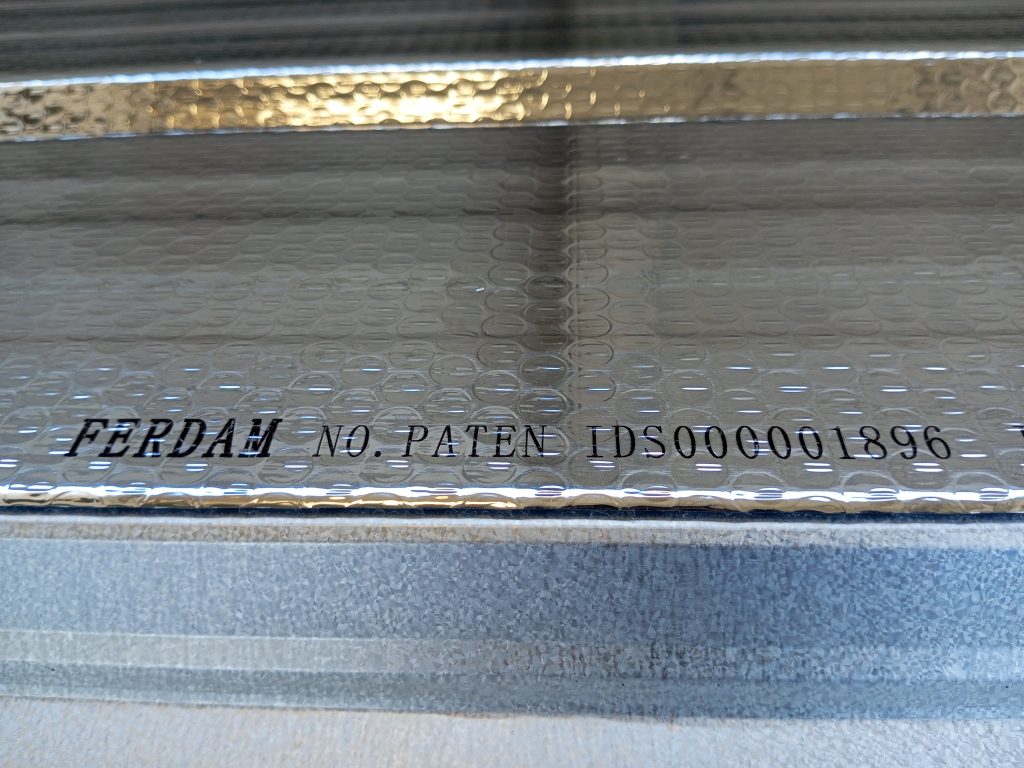 FERDAM NO. PATEN IDS000001896